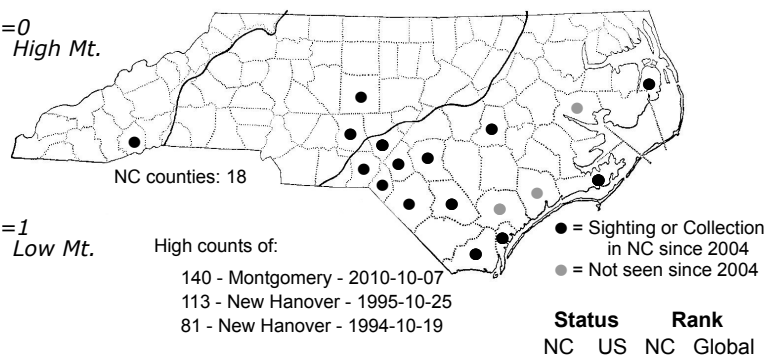 =0
High Mt.
NC counties: 18
=1
Low Mt.
High counts of:
140 - Montgomery - 2010-10-07
113 - New Hanover - 1995-10-25
81 - New Hanover - 1994-10-19
= Sighting or Collection
in NC since 2004
= Not seen since 2004
Status Rank
NC US NC Global